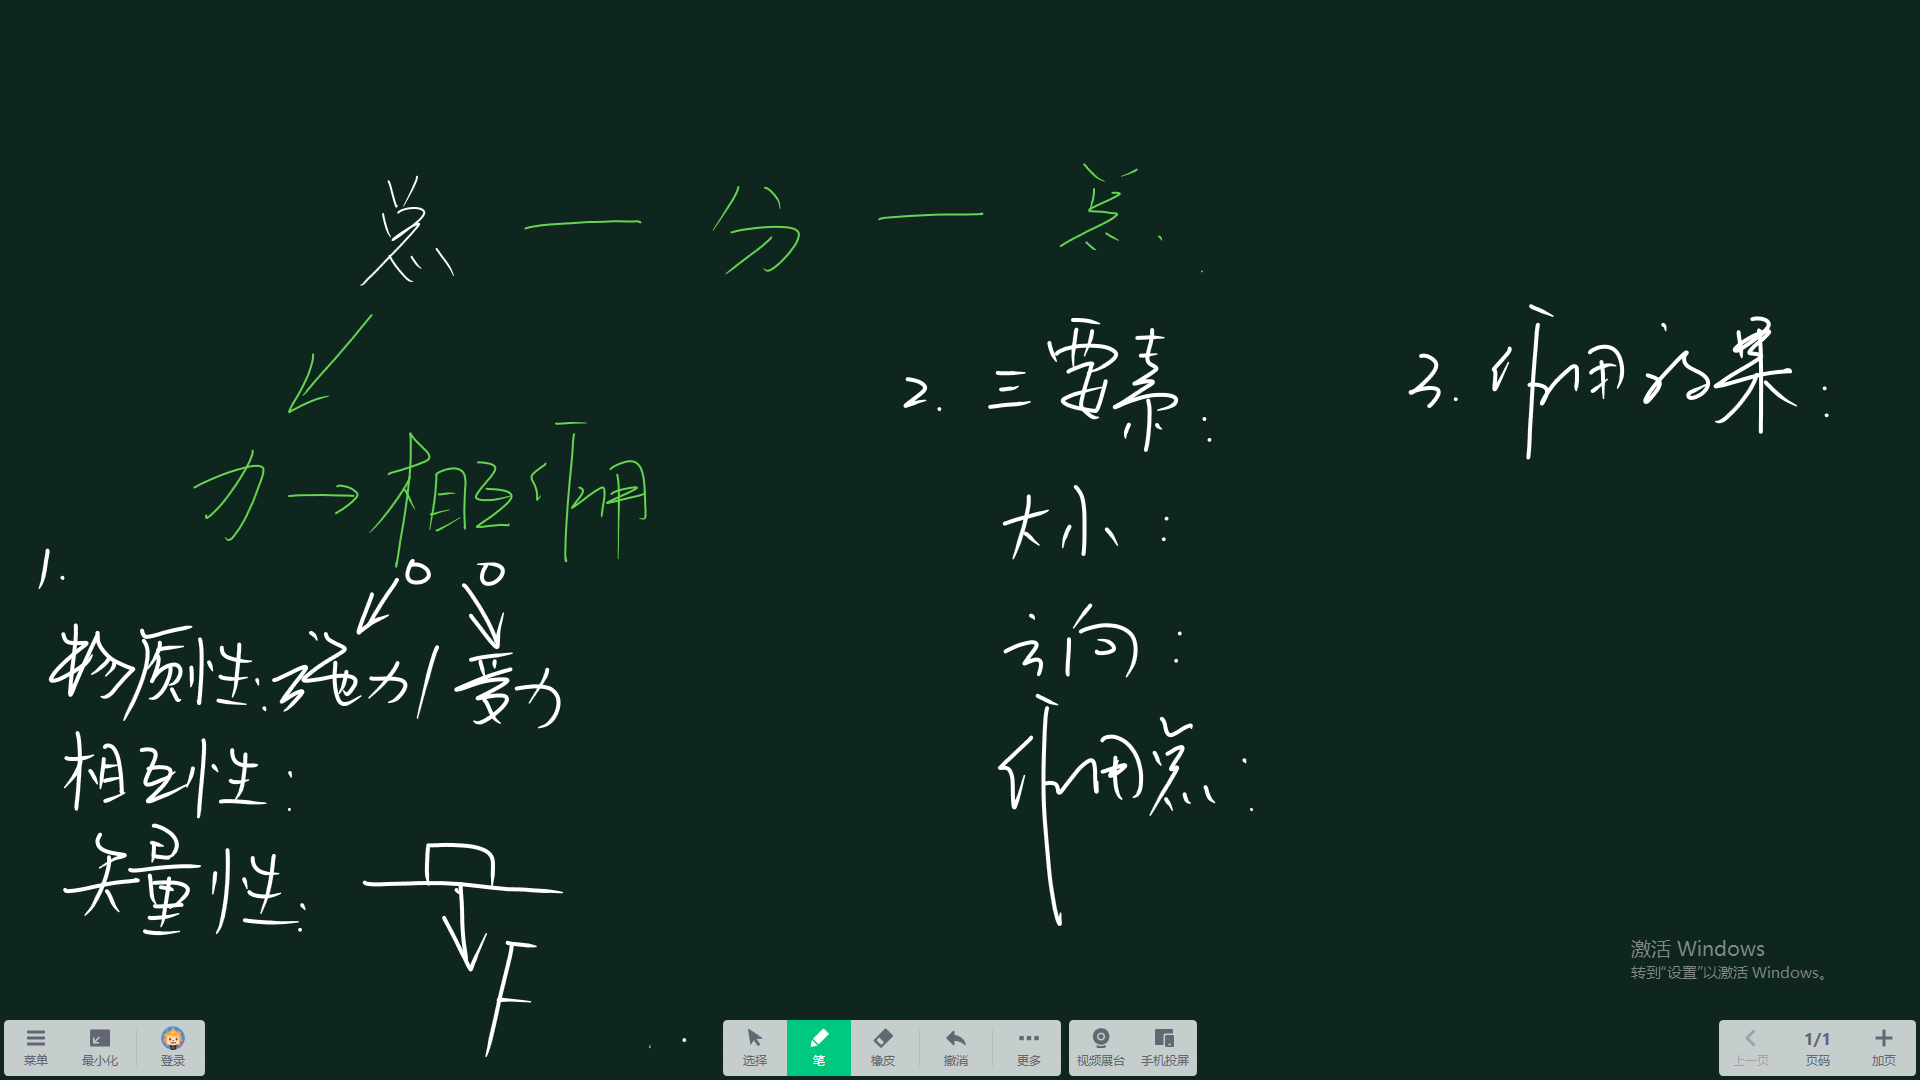 总 — 分 — 总.
力 → 相互作用
1.
物质性: 施力/受力
相互性:
矢量性:
F
2. 三要素:
大小:
方向:
作用点:
3. 作用效果:
激活 Windows
转到“设置”以激活 Windows。
菜单 最小化 登录 选择 笔 橡皮 撤消 更多 视频展台 手机投屏 上一页 1/1 页码 加页